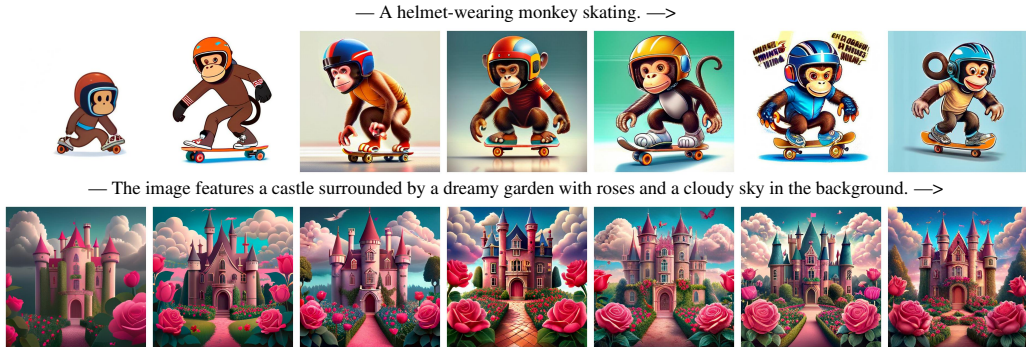 — A helmet-wearing monkey skating. —>
— The image features a castle surrounded by a dreamy garden with roses and a cloudy sky in the background. —>